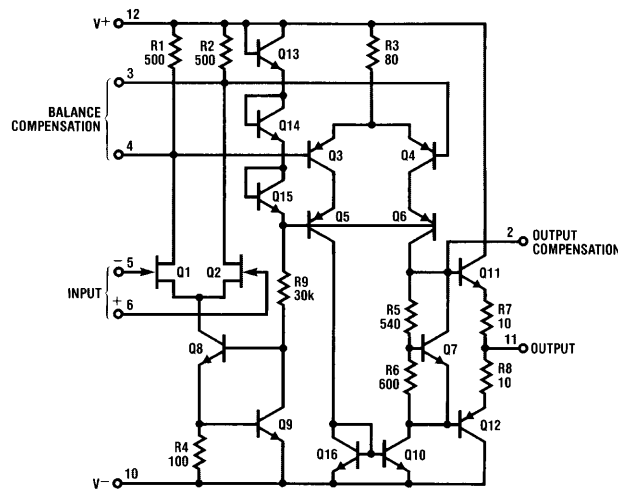 V+ 12
R1 500
R2 500
Q13
R3 80
3
BALANCE COMPENSATION
Q14
4
Q3
Q4
Q15
Q5
Q6
2 OUTPUT COMPENSATION
− 5
Q1
Q2
Q11
INPUT
R9 30k
+ 6
R5 540
R7 10
11 OUTPUT
Q8
Q7
R6 600
R8 10
Q9
Q12
R4 100
Q16
Q10
V− 10